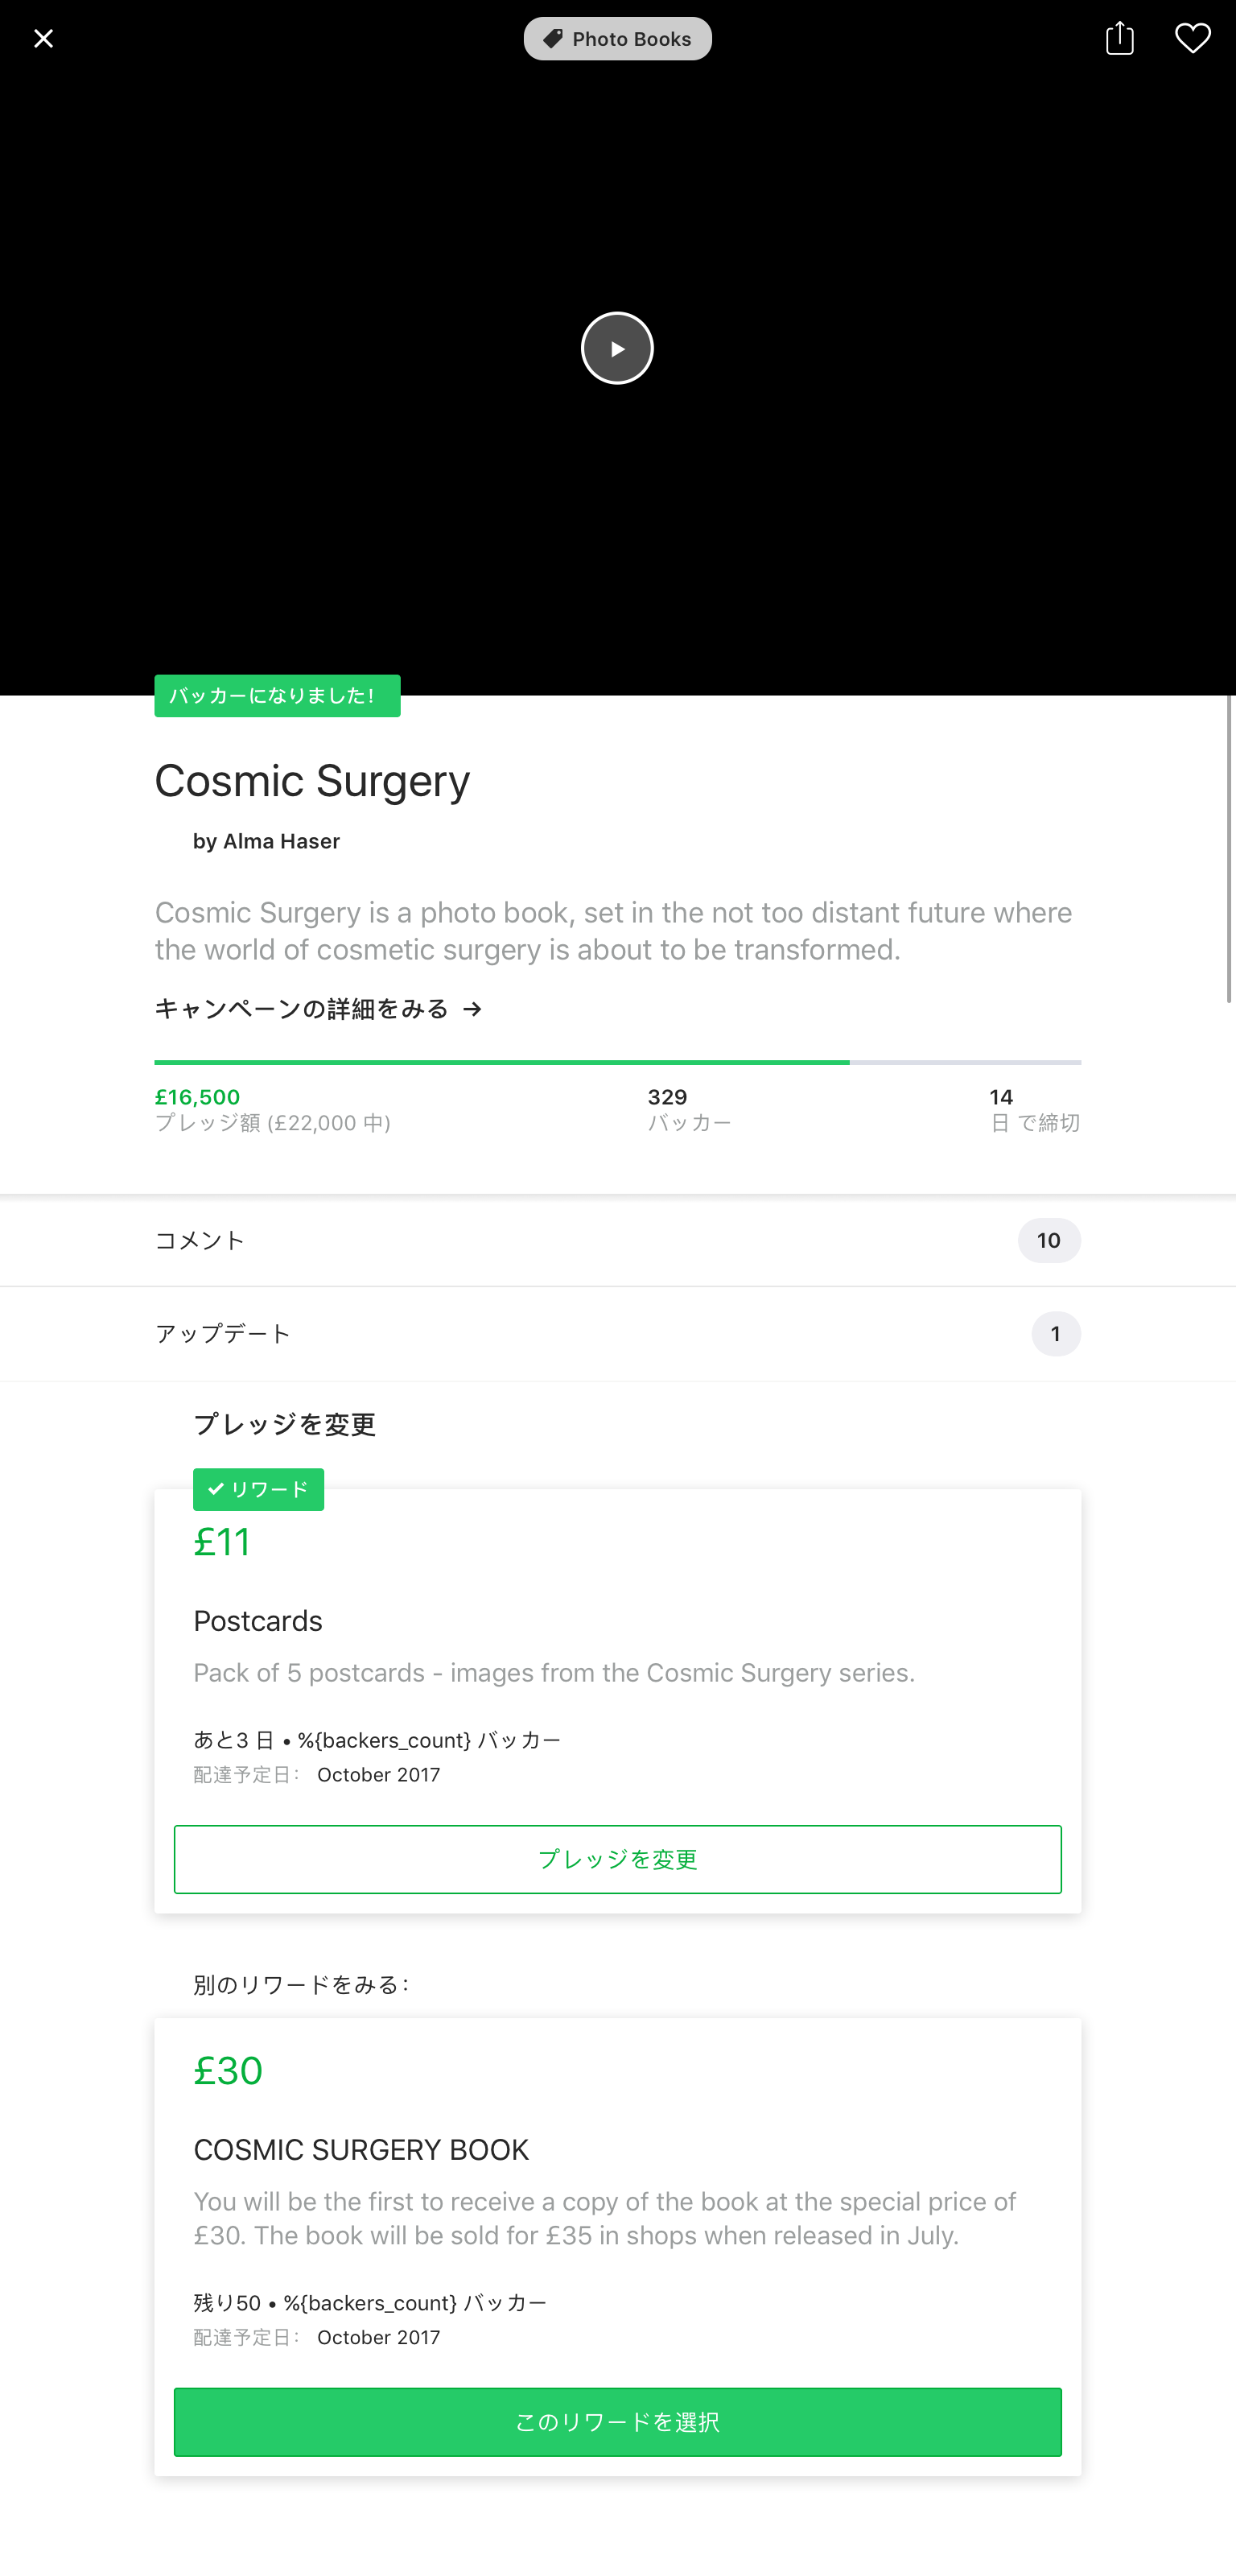 Photo Books
バッカーになりました！
Cosmic Surgery
by Alma Haser
Cosmic Surgery is a photo book, set in the not too distant future where
the world of cosmetic surgery is about to be transformed.
キャンペーンの詳細をみる →
£16,500 329 14
プレッジ額 (£22,000 中) バッカー 日 で締切
コメント 10
アップデート 1
プレッジを変更
リワード
£11
Postcards
Pack of 5 postcards - images from the Cosmic Surgery series.
あと3 日 • %{backers_count} バッカー
配達予定日： October 2017
プレッジを変更
別のリワードをみる：
£30
COSMIC SURGERY BOOK
You will be the first to receive a copy of the book at the special price of
£30. The book will be sold for £35 in shops when released in July.
残り50 • %{backers_count} バッカー
配達予定日： October 2017
このリワードを選択